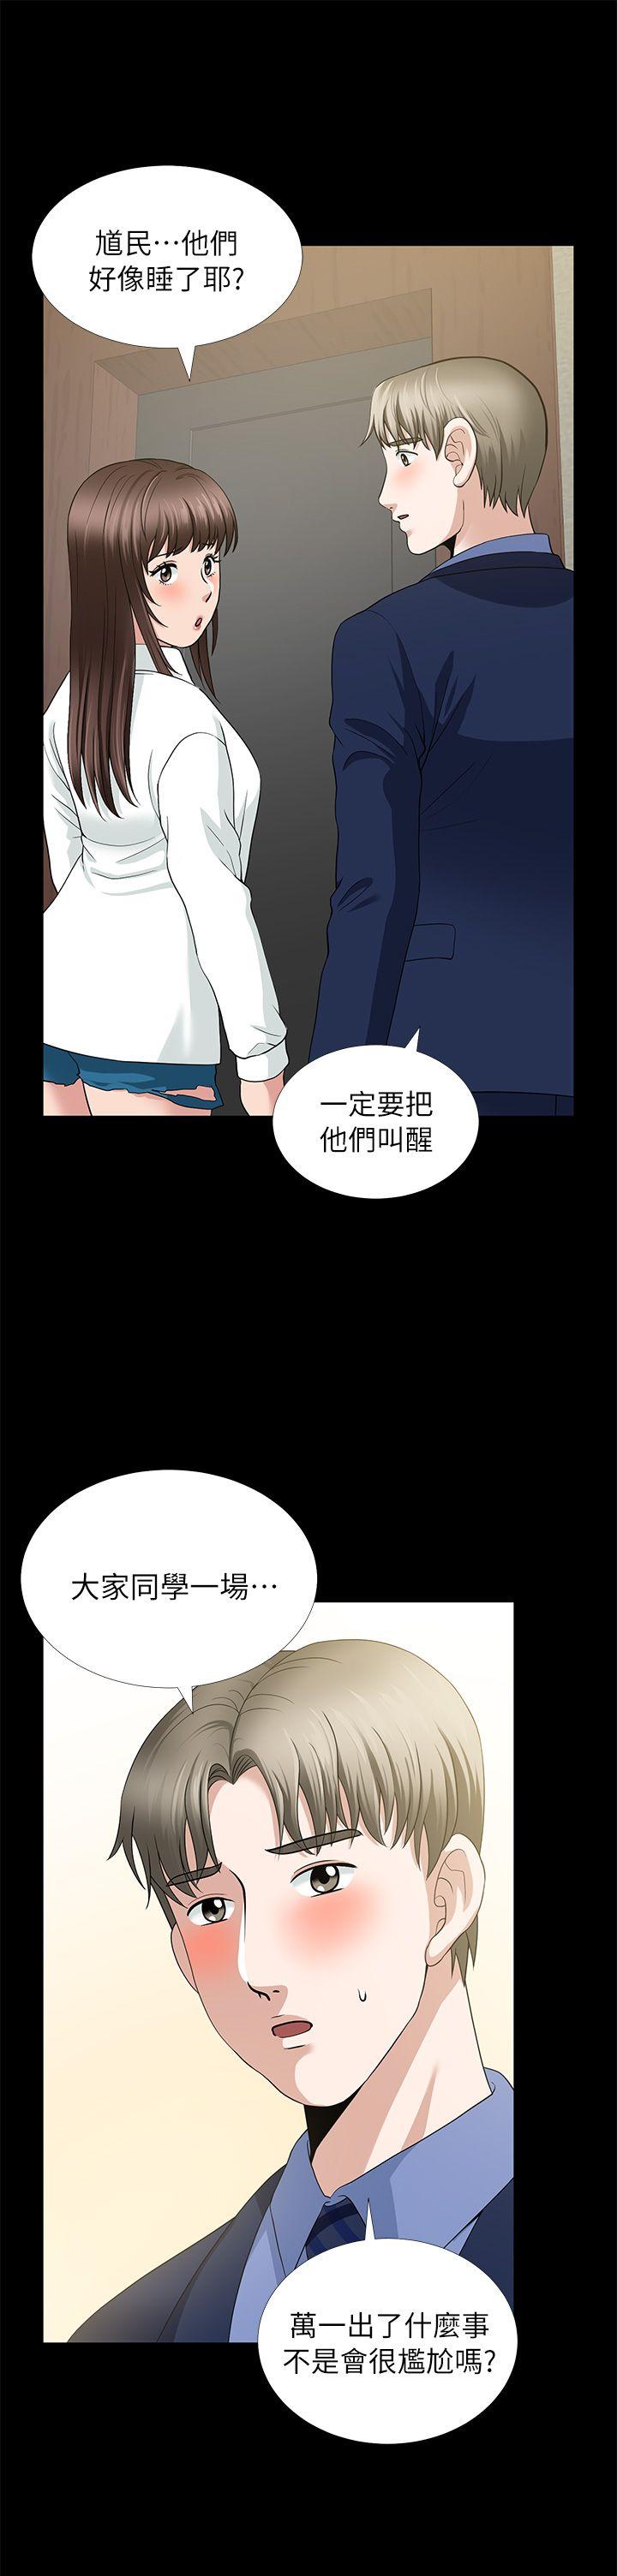 馗民…他們
好像睡了耶?
一定要把
他們叫醒
大家同學一場…
萬一出了什麼事
不是會很尷尬嗎?